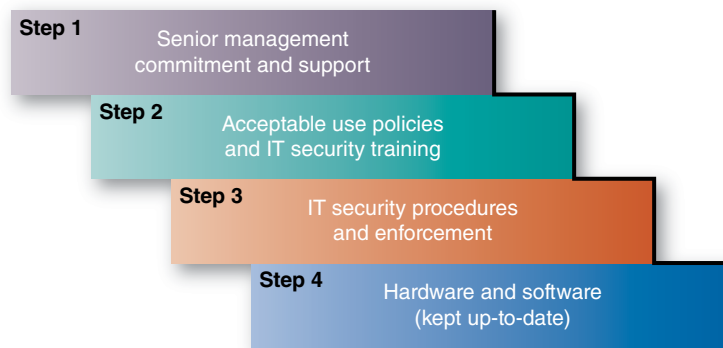 Step 1
Senior management
commitment and support
Step 2
Acceptable use policies
and IT security training
Step 3
IT security procedures
and enforcement
Step 4
Hardware and software
(kept up-to-date)